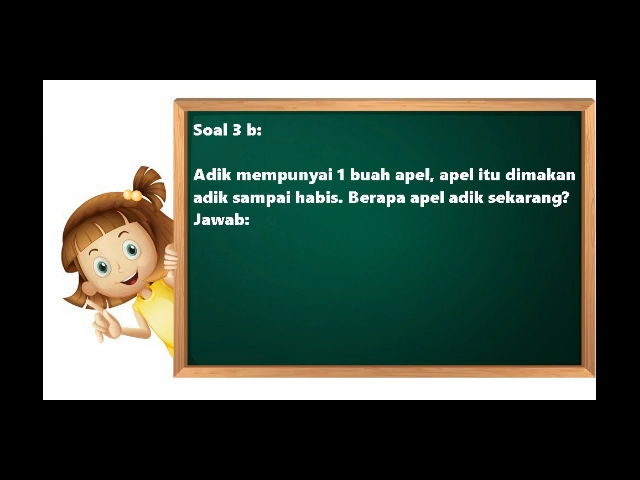 Soal 3 b:
Adik mempunyai 1 buah apel, apel itu dimakan
adik sampai habis. Berapa apel adik sekarang?
Jawab: